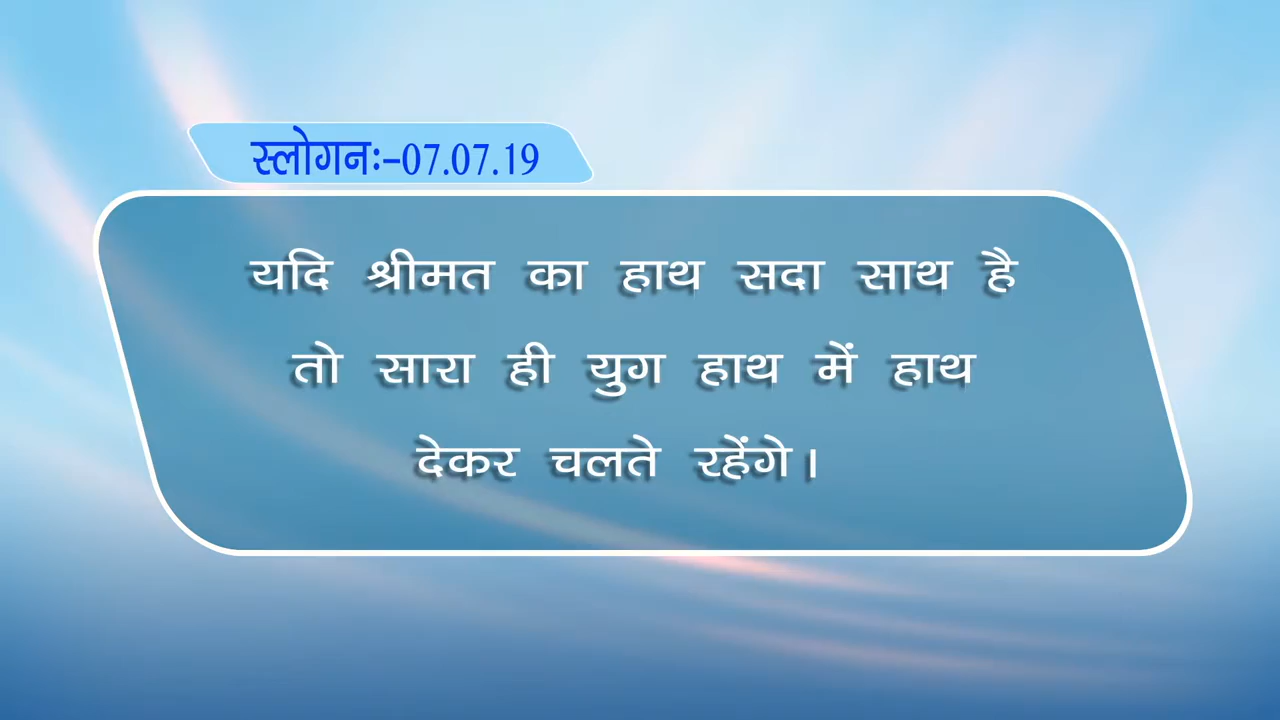 स्लोगनः-07.07.19
यदि श्रीमत का हाथ सदा साथ है
तो सारा ही युग हाथ में हाथ
देकर चलते रहेंगे।